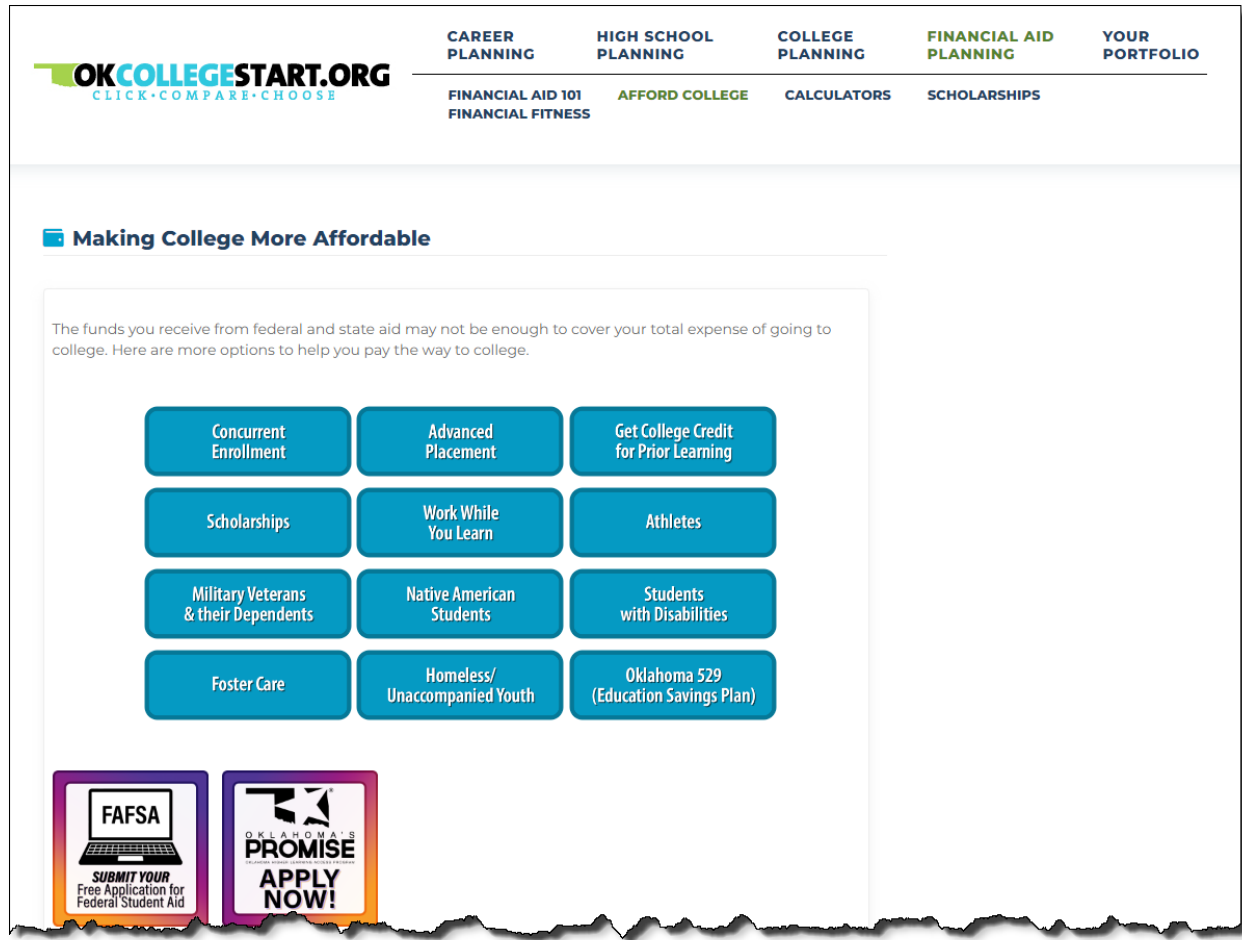 CAREER PLANNING
HIGH SCHOOL PLANNING
COLLEGE PLANNING
FINANCIAL AID PLANNING
YOUR PORTFOLIO
OKCOLLEGESTART.ORG
CLICK•COMPARE•CHOOSE
FINANCIAL AID 101
AFFORD COLLEGE
CALCULATORS
SCHOLARSHIPS
FINANCIAL FITNESS
Making College More Affordable
The funds you receive from federal and state aid may not be enough to cover your total expense of going to
college. Here are more options to help you pay the way to college.
Concurrent
Enrollment
Advanced
Placement
Get College Credit
for Prior Learning
Scholarships
Work While
You Learn
Athletes
Military Veterans
& their Dependents
Native American
Students
Students
with Disabilities
Foster Care
Homeless/
Unaccompanied Youth
Oklahoma 529
(Education Savings Plan)
FAFSA
SUBMIT YOUR
Free Application for
Federal Student Aid
OKLAHOMA'S
PROMISE
OKLAHOMA HIGHER LEARNING ACCESS PROGRAM
APPLY
NOW!